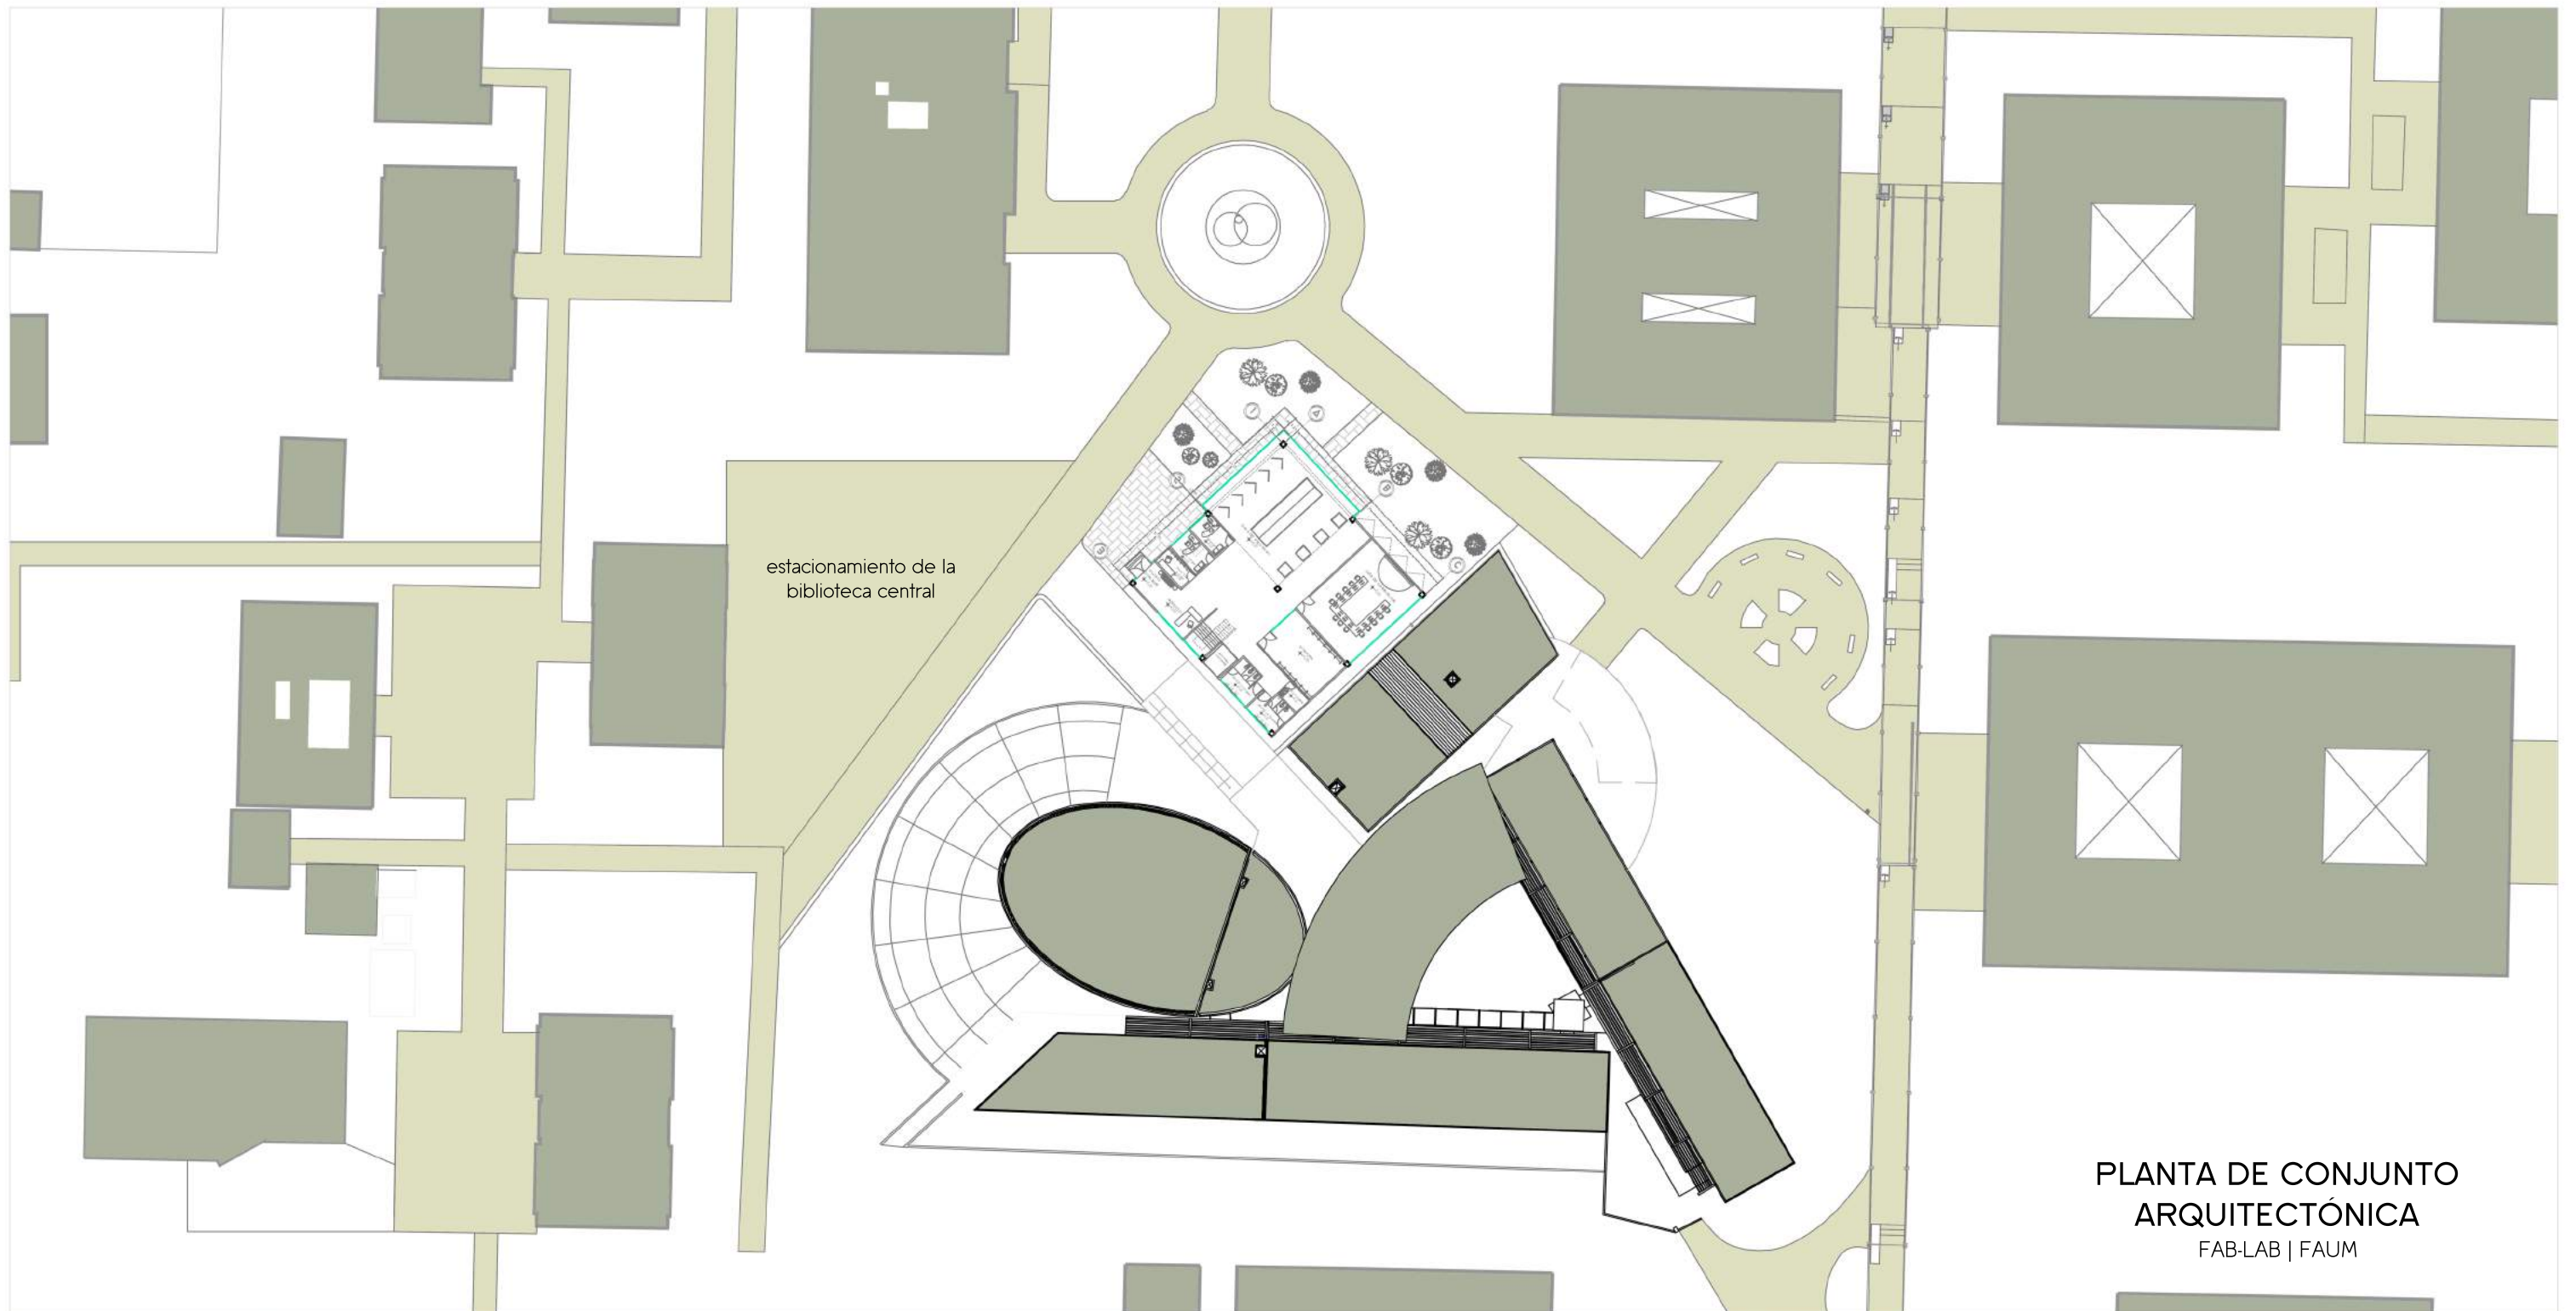 estacionamiento de la
biblioteca central
PLANTA DE CONJUNTO
ARQUITECTÓNICA
FAB-LAB | FAUM